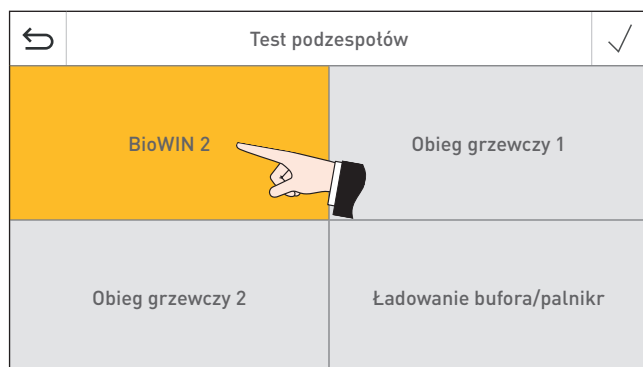 Test podzespołów
BioWIN 2
Obieg grzewczy 1
Obieg grzewczy 2
Ładowanie bufora/palnikr